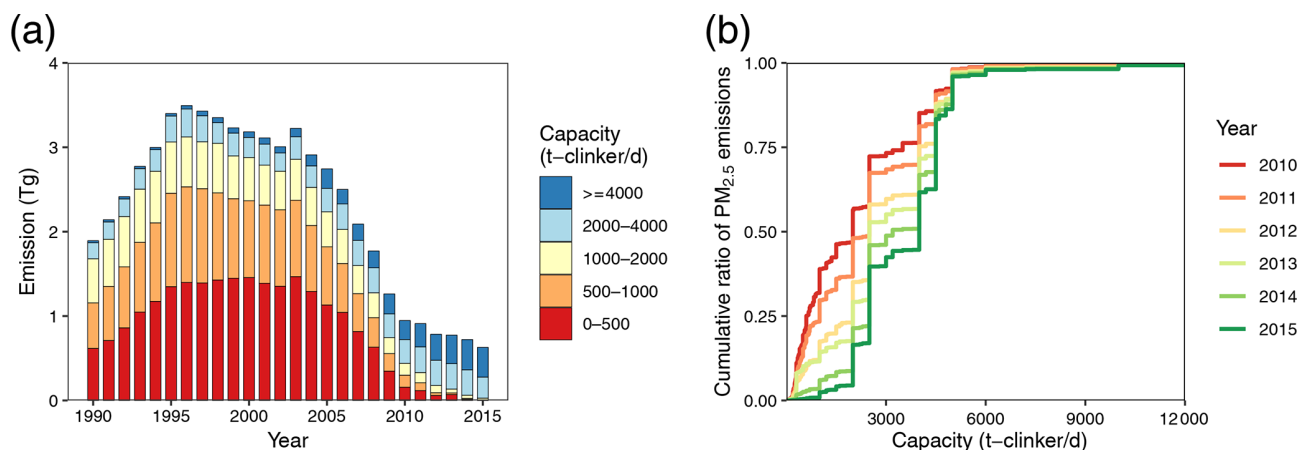 (a)
Emission (Tg)
4
3
2
1
0
1990 1995 2000 2005 2010 2015
Year
Capacity
(t−clinker/d)
>=4000
2000−4000
1000−2000
500−1000
0−500
(b)
Cumulative ratio of PM2.5 emissions
1.00
0.75
0.50
0.25
0.00
3000 6000 9000 12000
Capacity (t−clinker/d)
Year
2010
2011
2012
2013
2014
2015